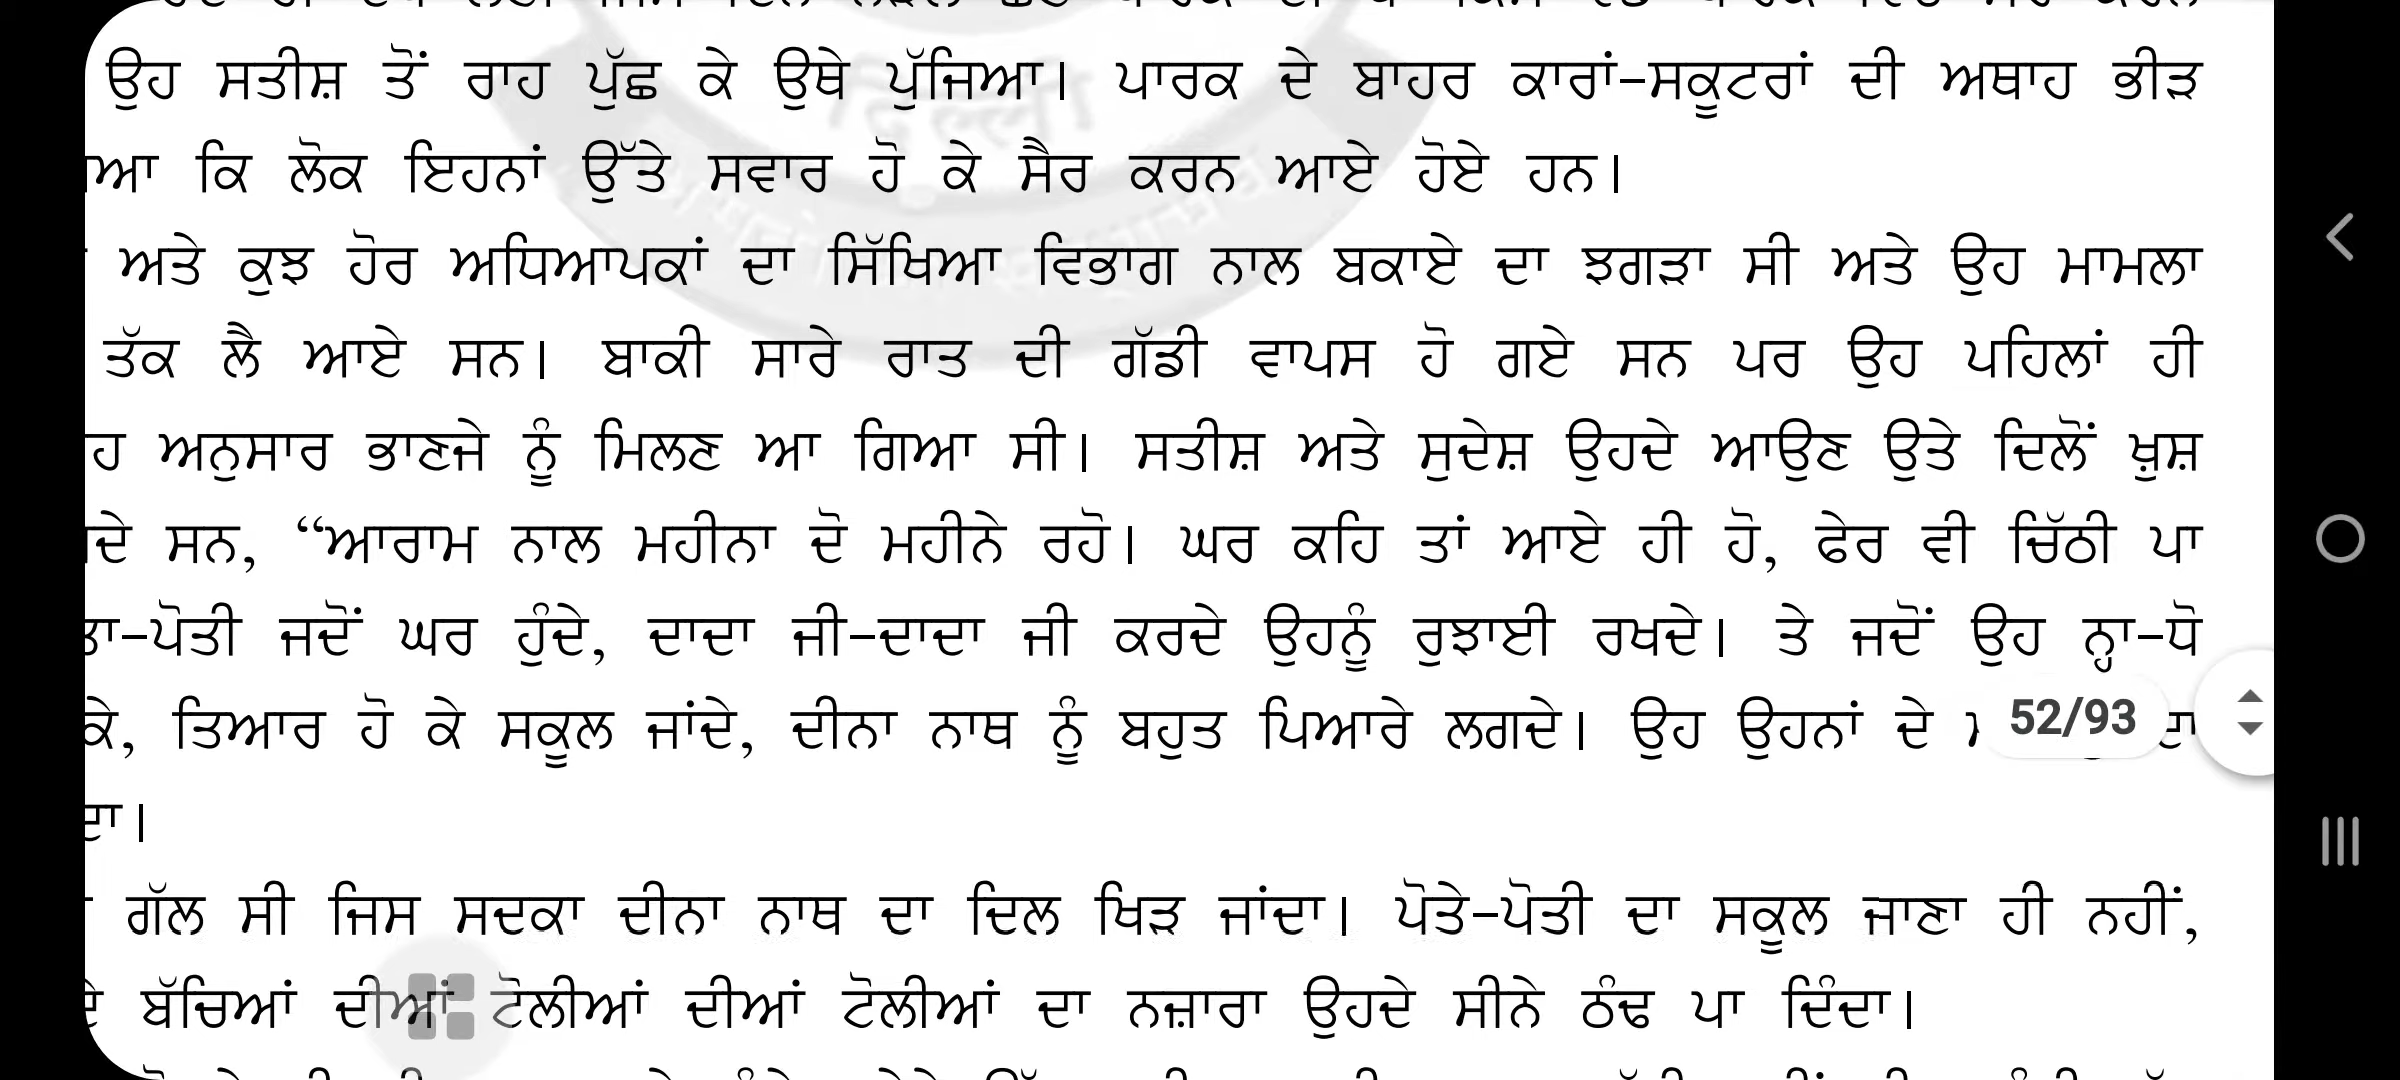 ਉਹ ਸਤੀਸ਼ ਤੋਂ ਰਾਹ ਪੁੱਛ ਕੇ ਉਥੇ ਪੁੱਜਿਆ। ਪਾਰਕ ਦੇ ਬਾਹਰ ਕਾਰਾਂ-ਸਕੂਟਰਾਂ ਦੀ ਅਥਾਹ ਭੀੜ
ਕਿ ਲੋਕ ਇਹਨਾਂ ਉੱਤੇ ਸਵਾਰ ਹੋ ਕੇ ਸੈਰ ਕਰਨ ਆਏ ਹੋਏ ਹਨ।
ਅਤੇ ਕੁਝ ਹੋਰ ਅਧਿਆਪਕਾਂ ਦਾ ਸਿੱਖਿਆ ਵਿਭਾਗ ਨਾਲ ਬਕਾਏ ਦਾ ਝਗੜਾ ਸੀ ਅਤੇ ਉਹ ਮਾਮਲਾ
ਤੱਕ ਲੈ ਆਏ ਸਨ। ਬਾਕੀ ਸਾਰੇ ਰਾਤ ਦੀ ਗੱਡੀ ਵਾਪਸ ਹੋ ਗਏ ਸਨ ਪਰ ਉਹ ਪਹਿਲਾਂ ਹੀ
ਅਨੁਸਾਰ ਭਾਣਜੇ ਨੂੰ ਮਿਲਣ ਆ ਗਿਆ ਸੀ। ਸਤੀਸ਼ ਅਤੇ ਸੁਦੇਸ਼ ਉਹਦੇ ਆਉਣ ਉਤੇ ਦਿਲੋਂ ਖ਼ੁਸ਼
ਸਨ, “ਆਰਾਮ ਨਾਲ ਮਹੀਨਾ ਦੋ ਮਹੀਨੇ ਰਹੋ। ਘਰ ਕਹਿ ਤਾਂ ਆਏ ਹੀ ਹੋ, ਫੇਰ ਵੀ ਚਿੱਠੀ ਪਾ
ਤਾ-ਪੋਤੀ ਜਦੋਂ ਘਰ ਹੁੰਦੇ, ਦਾਦਾ ਜੀ-ਦਾਦਾ ਜੀ ਕਰਦੇ ਉਹਨੂੰ ਰੁਝਾਈ ਰਖਦੇ। ਤੇ ਜਦੋਂ ਉਹ ਨ੍ਹਾ-ਧੋ
ਕੇ, ਤਿਆਰ ਹੋ ਕੇ ਸਕੂਲ ਜਾਂਦੇ, ਦੀਨਾ ਨਾਥ ਨੂੰ ਬਹੁਤ ਪਿਆਰੇ ਲਗਦੇ। ਉਹ ਉਹਨਾਂ ਦੇ
52/93
ਗੱਲ ਸੀ ਜਿਸ ਸਦਕਾ ਦੀਨਾ ਨਾਥ ਦਾ ਦਿਲ ਖਿੜ ਜਾਂਦਾ। ਪੋਤੇ-ਪੋਤੀ ਦਾ ਸਕੂਲ ਜਾਣਾ ਹੀ ਨਹੀਂ,
ਬੱਚਿਆਂ ਦੀਆਂ ਟੋਲੀਆਂ ਦੀਆਂ ਟੋਲੀਆਂ ਦਾ ਨਜ਼ਾਰਾ ਉਹਦੇ ਸੀਨੇ ਠੰਢ ਪਾ ਦਿੰਦਾ।